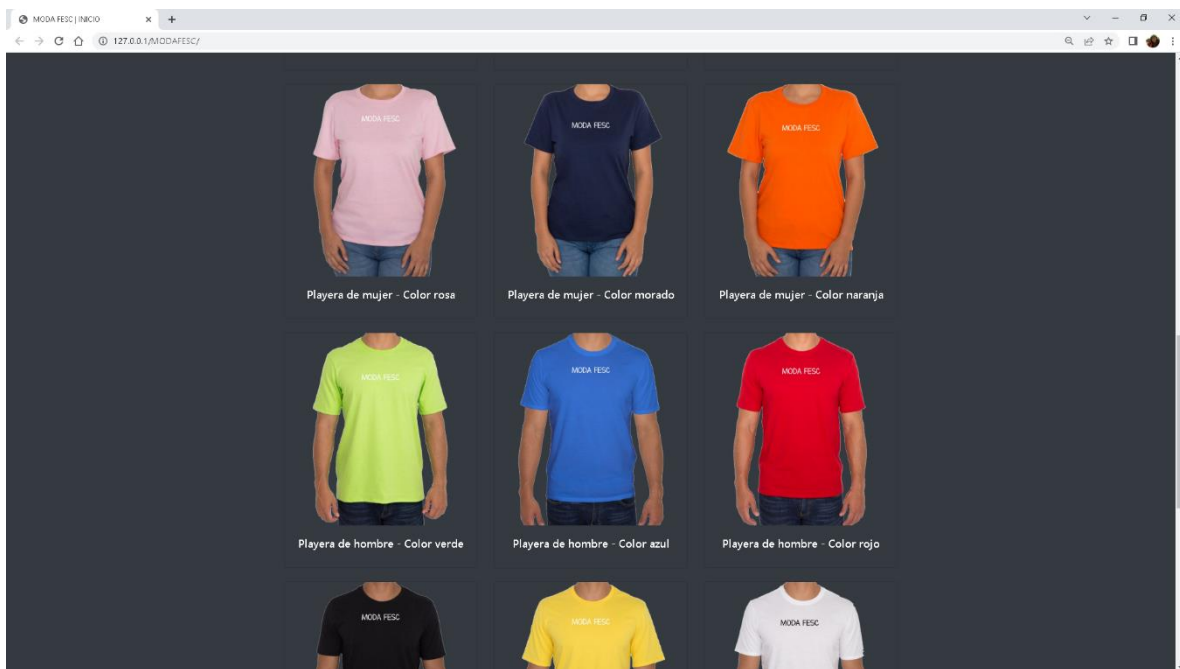 MODA FESC | INICIO
127.0.0.1/MODAFESC/
MODA FESC
MODA FESC
MODA FESC
Playera de mujer - Color rosa
Playera de mujer - Color morado
Playera de mujer - Color naranja
MODA FESC
MODA FESC
MODA FESC
Playera de hombre - Color verde
Playera de hombre - Color azul
Playera de hombre - Color rojo
MODA FESC
MODA FESC
MODA FESC